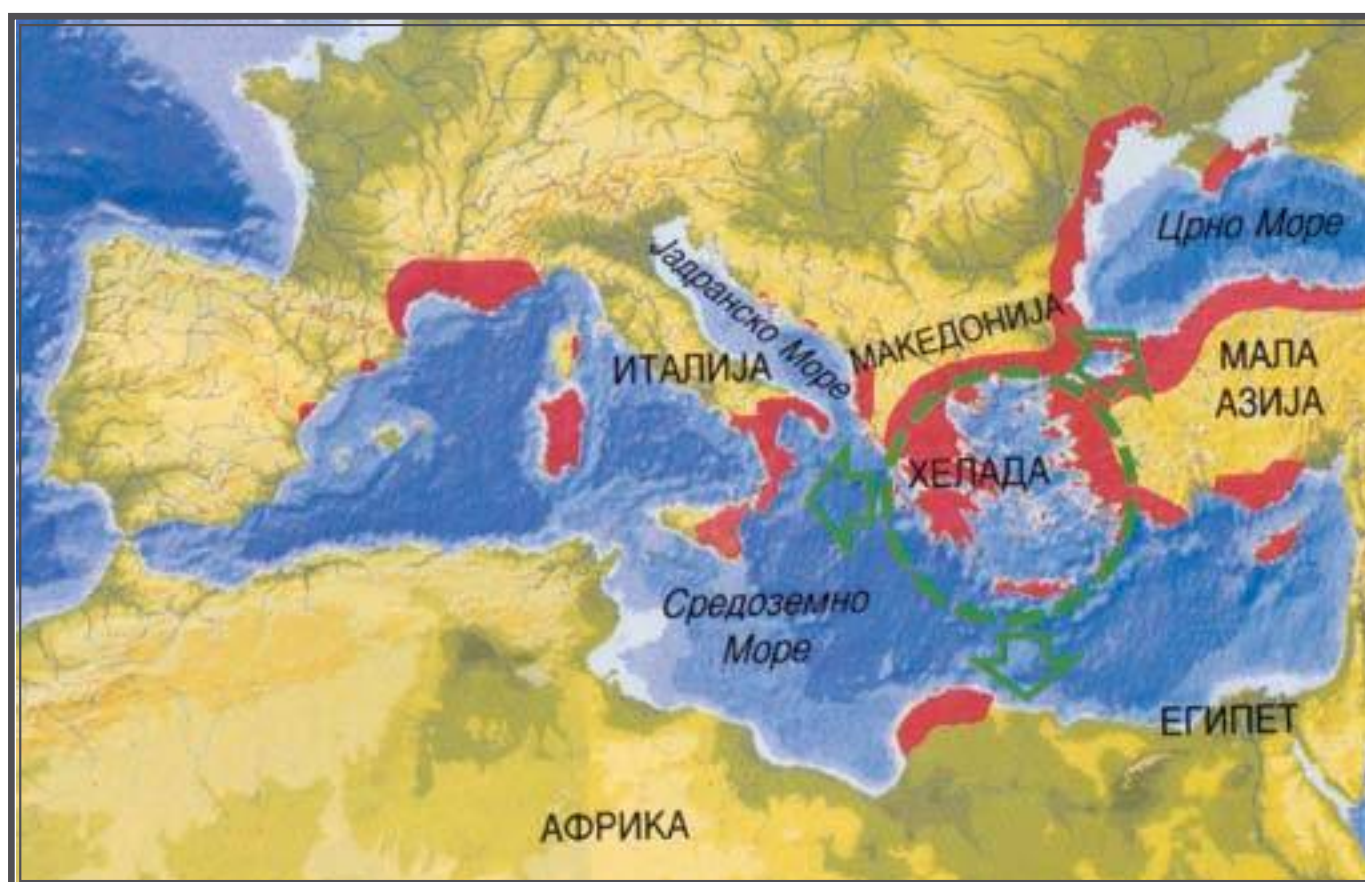 Црно Море
Јадранско Море
МАКЕДОНИЈА
ИТАЛИЈА
МАЛА
АЗИЈА
ХЕЛАДА
Средоземно
Море
ЕГИПЕТ
АФРИКА